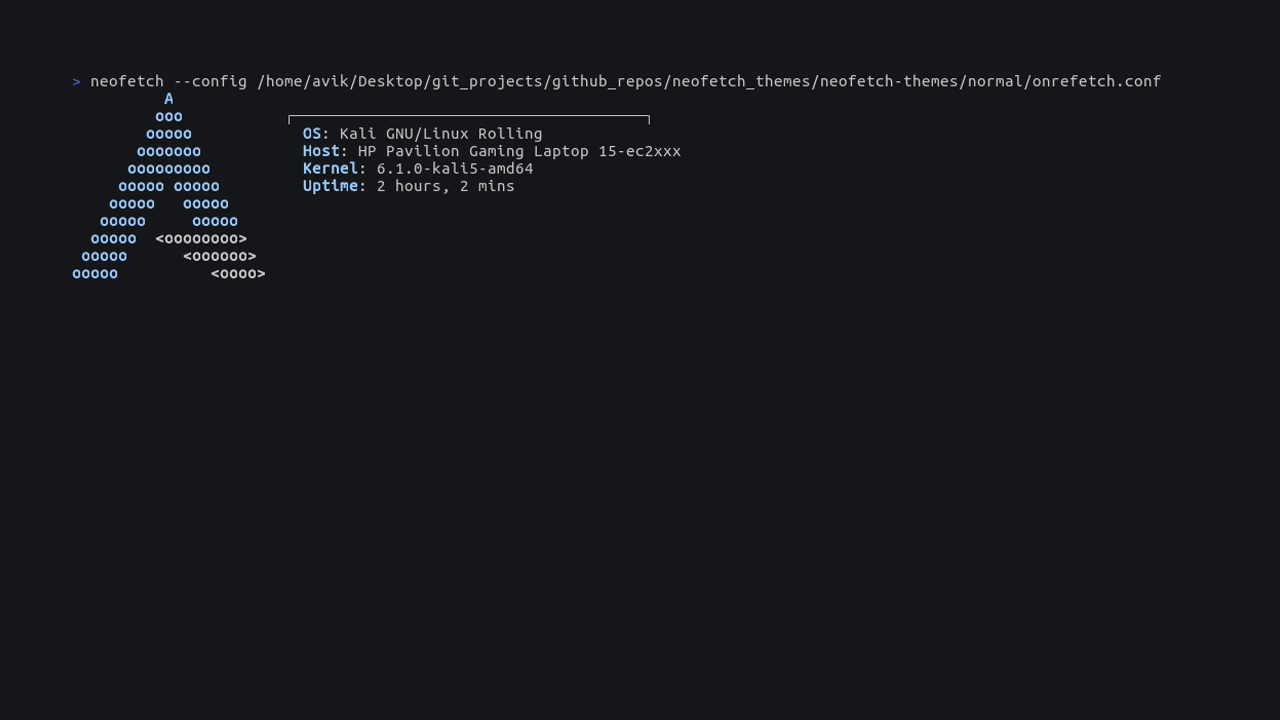 > neofetch --config /home/avik/Desktop/git_projects/github_repos/neofetch_themes/neofetch-themes/normal/onrefetch.conf
A
ooo
ooooo OS: Kali GNU/Linux Rolling
ooooooo Host: HP Pavilion Gaming Laptop 15-ec2xxx
ooooooooo Kernel: 6.1.0-kali5-amd64
ooooo ooooo Uptime: 2 hours, 2 mins
ooooo ooooo
ooooo ooooo
ooooo <oooooooo>
ooooo <oooooo>
ooooo <oooo>